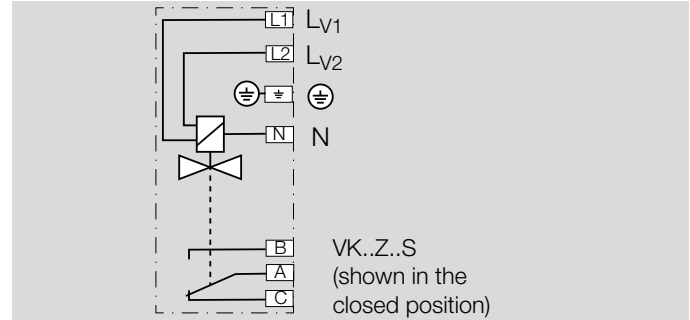 L1 LV1
L2 LV2
N N
B VK..Z..S
A (shown in the
C closed position)